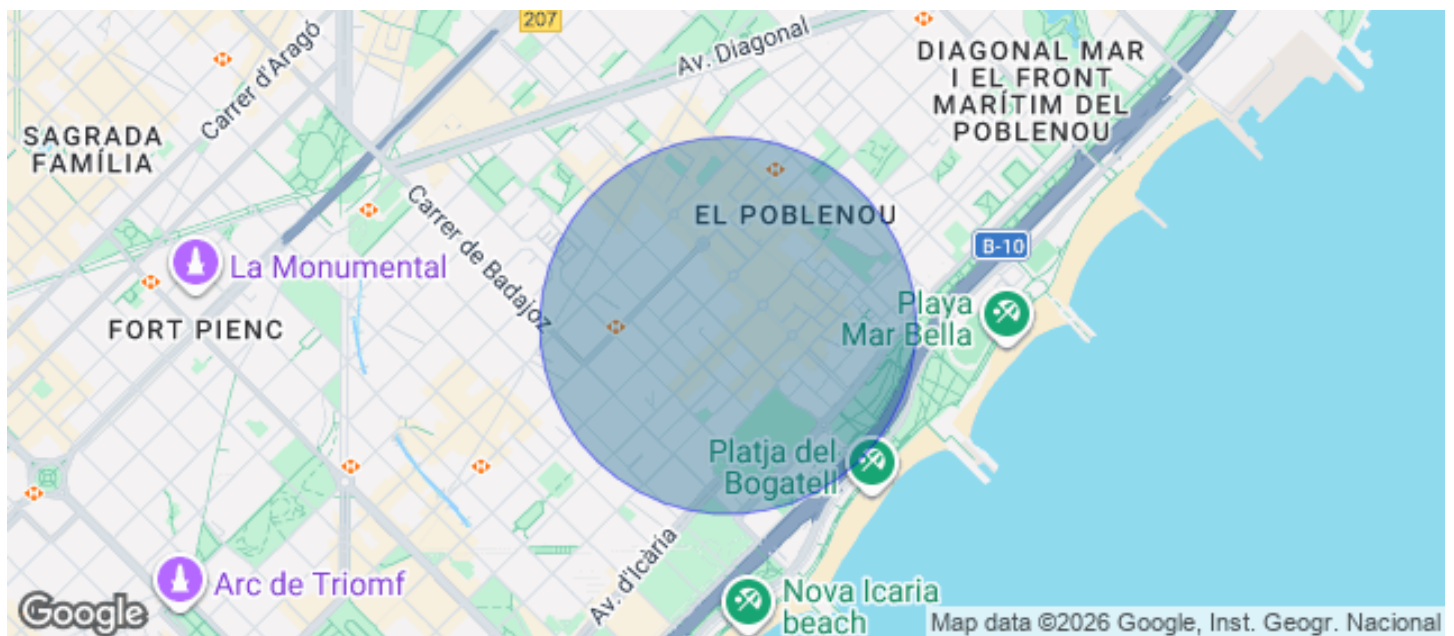 207
Carrer d'Aragó
Av. Diagonal
DIAGONAL MAR
I EL FRONT
MARÍTIM DEL
POBLENOU
SAGRADA
FAMÍLIA
Carrer de Badajoz
EL POBLENOU
B-10
La Monumental
Playa
Mar Bella
FORT PIENC
Platja del
Bogatell
Av. d'Icària
Arc de Triomf
Nova Icaria
beach
Google
Map data ©2026 Google, Inst. Geogr. Nacional